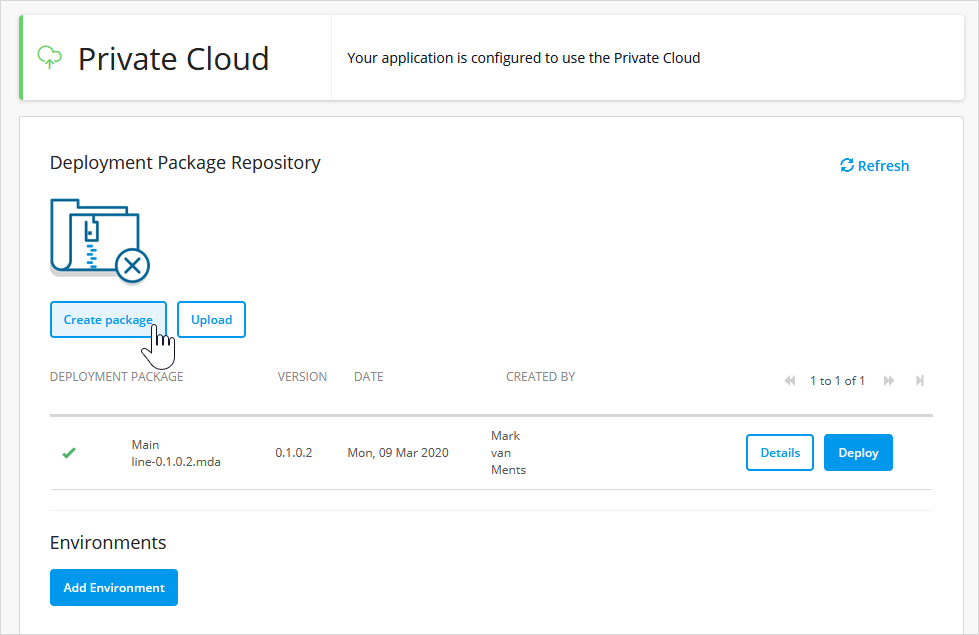 Private Cloud
Your application is configured to use the Private Cloud
Deployment Package Repository
Refresh
Create package
Upload
DEPLOYMENT PACKAGE
VERSION
DATE
CREATED BY
1 to 1 of 1
Main
line-0.1.0.2.mda
0.1.0.2
Mon, 09 Mar 2020
Mark
van
Ments
Details
Deploy
Environments
Add Environment